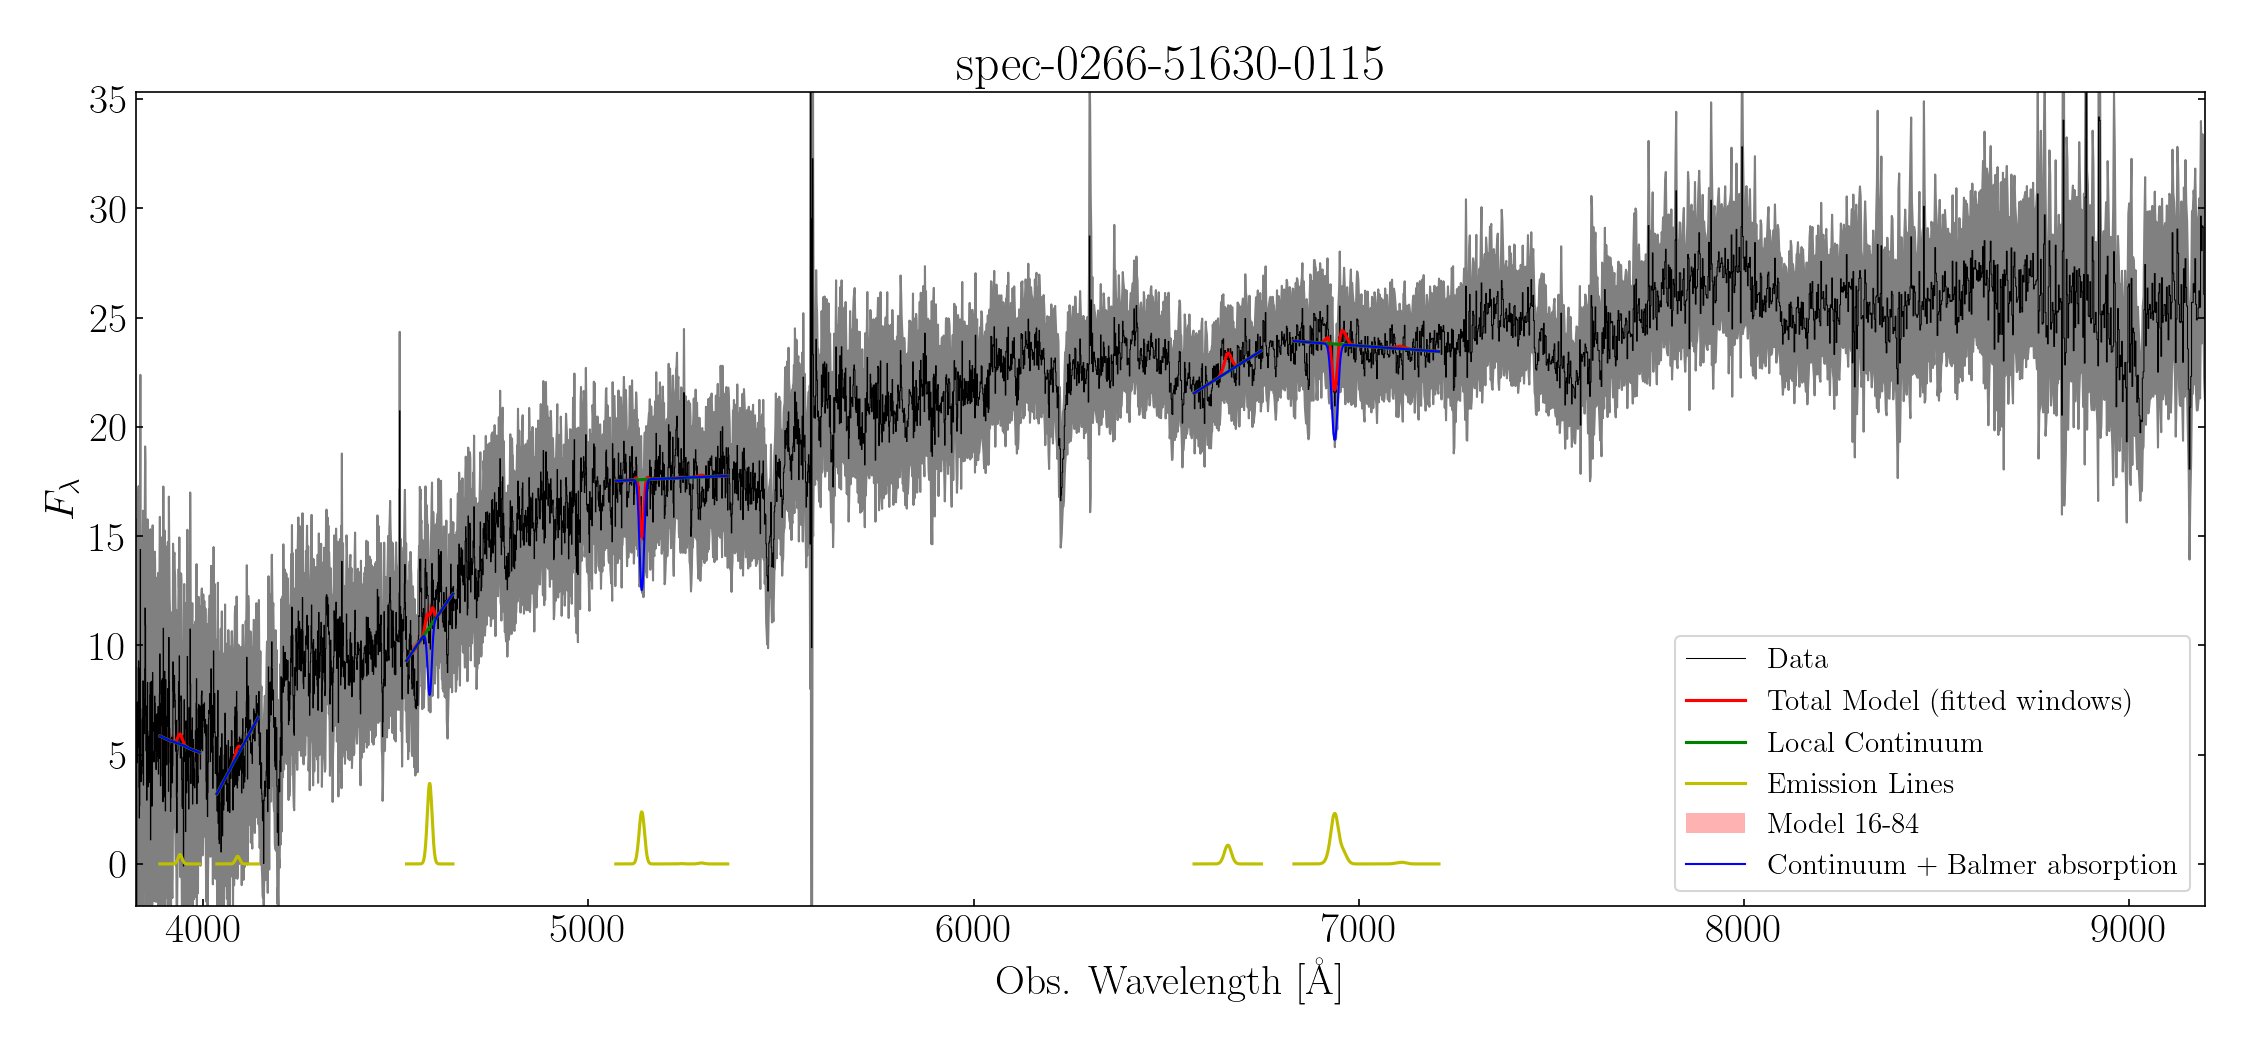 spec-0266-51630-0115
35
30
25
20
15
10
5
0
Fλ
4000 5000 6000 7000 8000 9000
Obs. Wavelength [Å]
Data
Total Model (fitted windows)
Local Continuum
Emission Lines
Model 16-84
Continuum + Balmer absorption